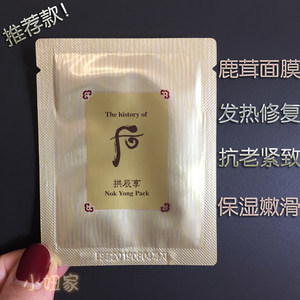 推荐款!
The history of
后
拱辰享
Nok Yong Pack
鹿茸面膜
发热修复
抗老紧致
保湿嫩滑
小妞家